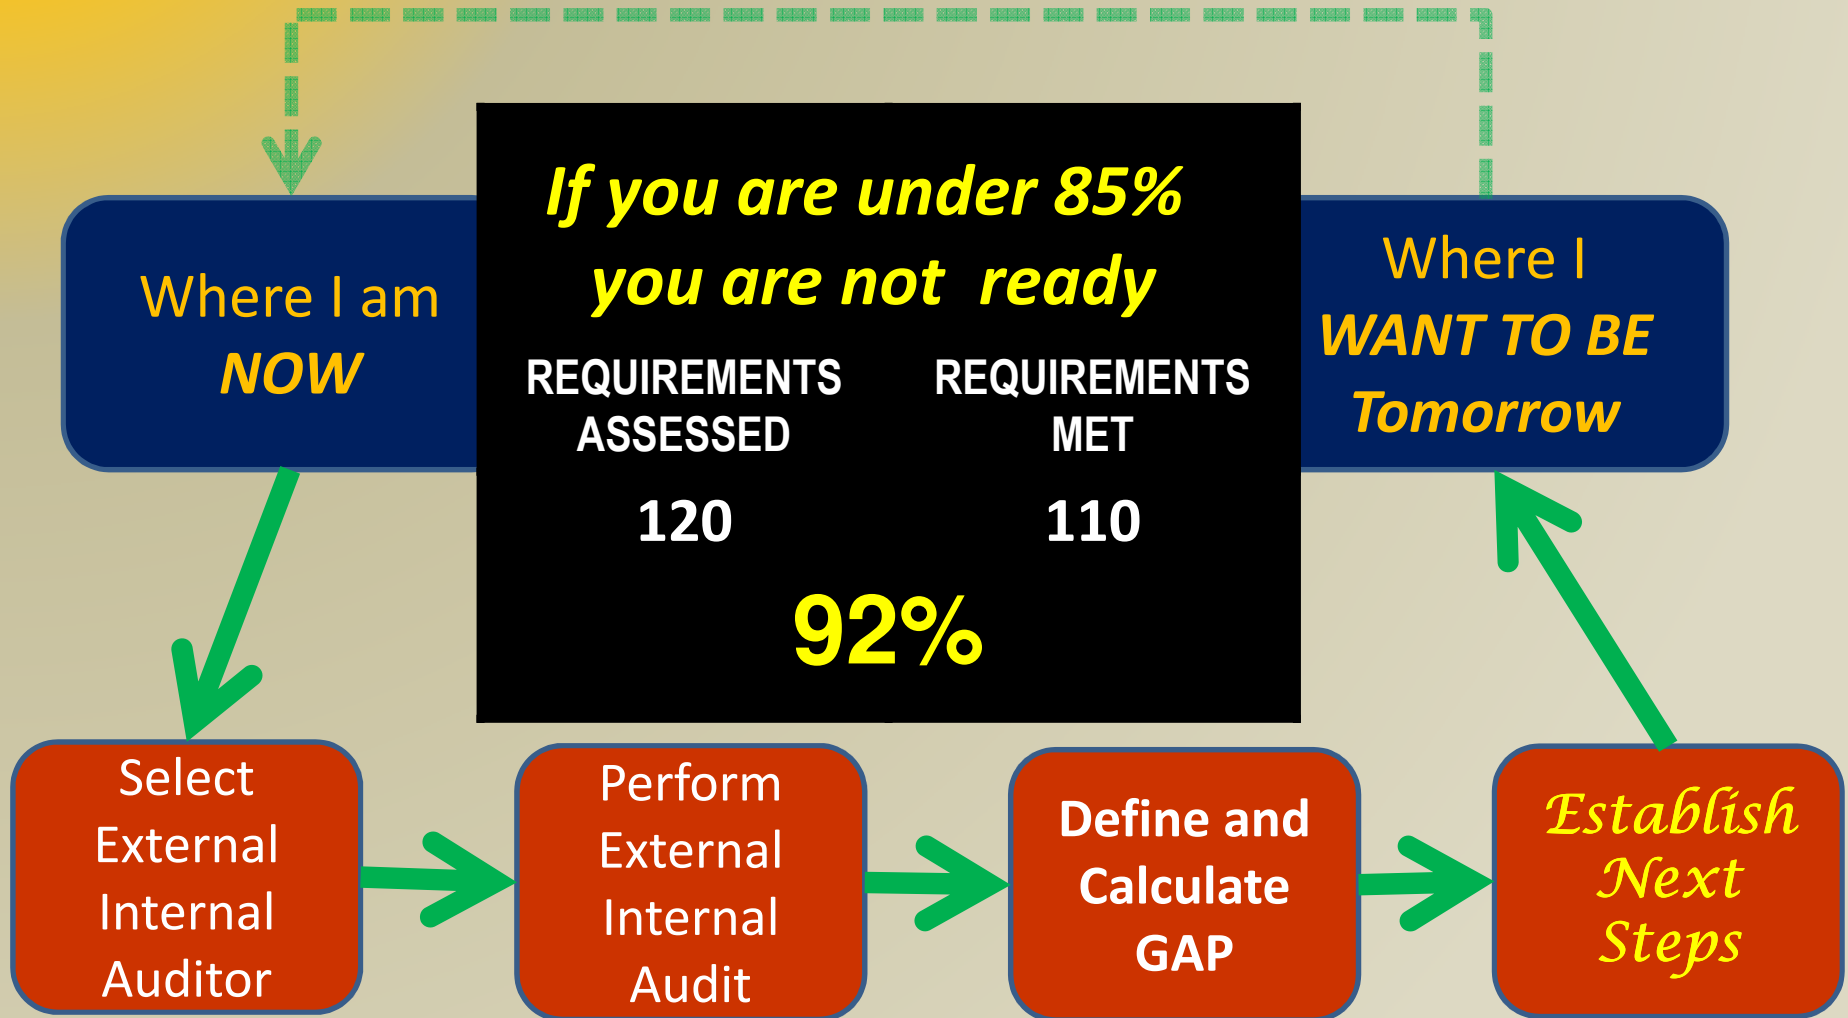 If you are under 85%
you are not ready
REQUIREMENTS
ASSESSED
120
REQUIREMENTS
MET
110
92%
Where I am
NOW
Where I
WANT TO BE
Tomorrow
Select
External
Internal
Auditor
Perform
External
Internal
Audit
Define and
Calculate
GAP
Establish
Next
Steps